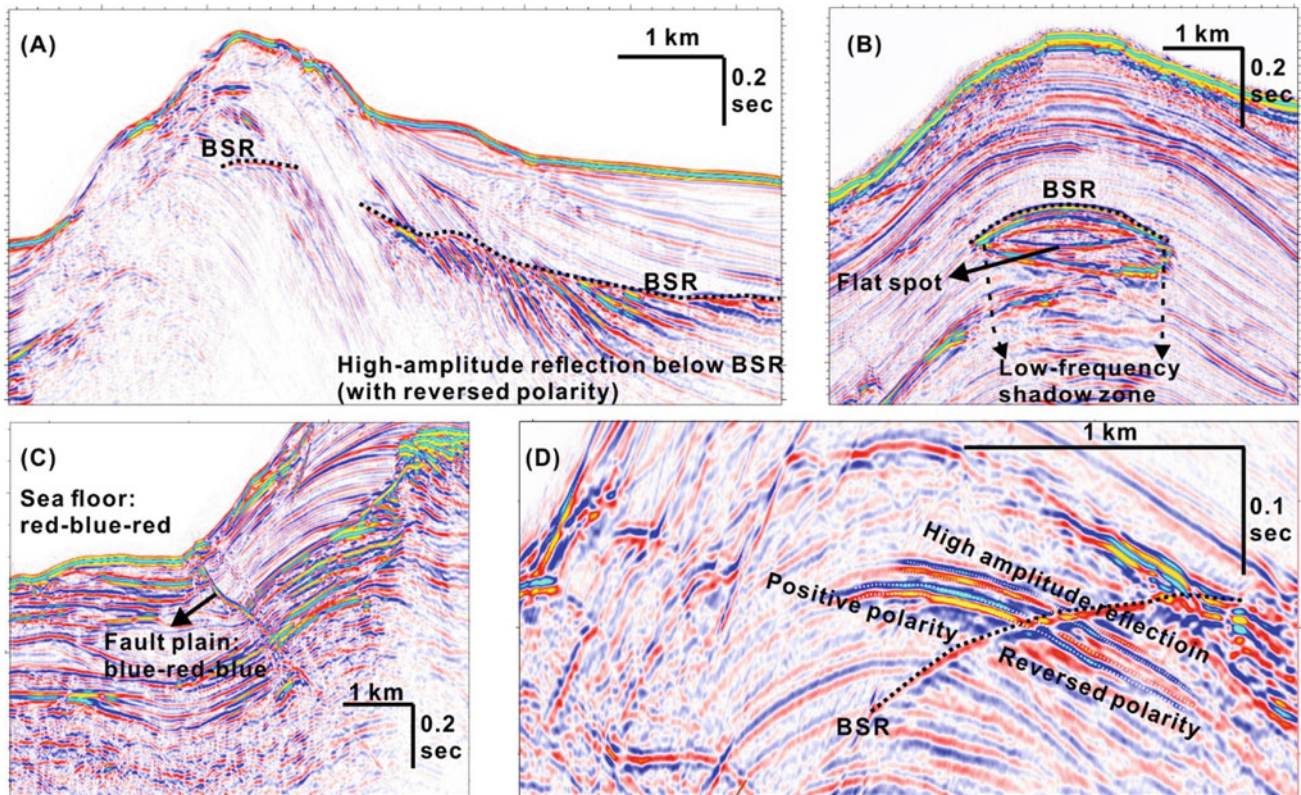 (A)
1 km
0.2
sec
BSR
BSR
High-amplitude reflection below BSR
(with reversed polarity)
(B)
1 km
0.2
sec
BSR
Flat spot
Low-frequency
shadow zone
(C)
Sea floor:
red-blue-red
Fault plain:
blue-red-blue
1 km
0.2
sec
(D)
1 km
0.1
sec
High amplitude reflectioin
Positive polarity
Reversed polarity
BSR